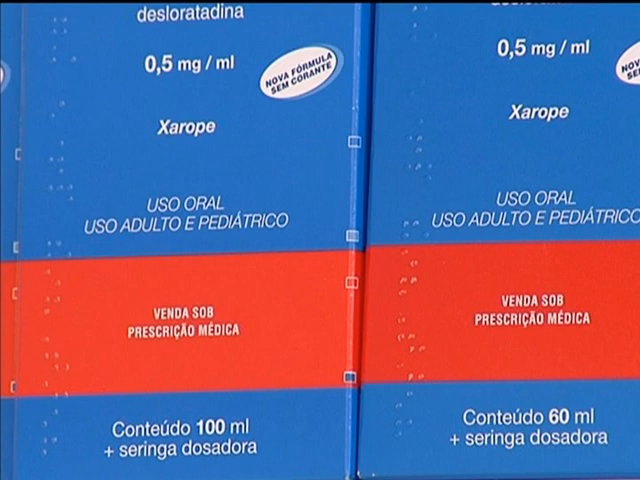 desloratadina
0,5 mg / ml
NOVA FÓRMULA
SEM CORANTE
Xarope
USO ORAL
USO ADULTO E PEDIÁTRICO
VENDA SOB
PRESCRIÇÃO MÉDICA
Conteúdo 100 ml
+ seringa dosadora
0,5 mg / ml
Xarope
USO ORAL
USO ADULTO E PEDIÁTRICO
VENDA SOB
PRESCRIÇÃO MÉDICA
Conteúdo 60 ml
+ seringa dosadora